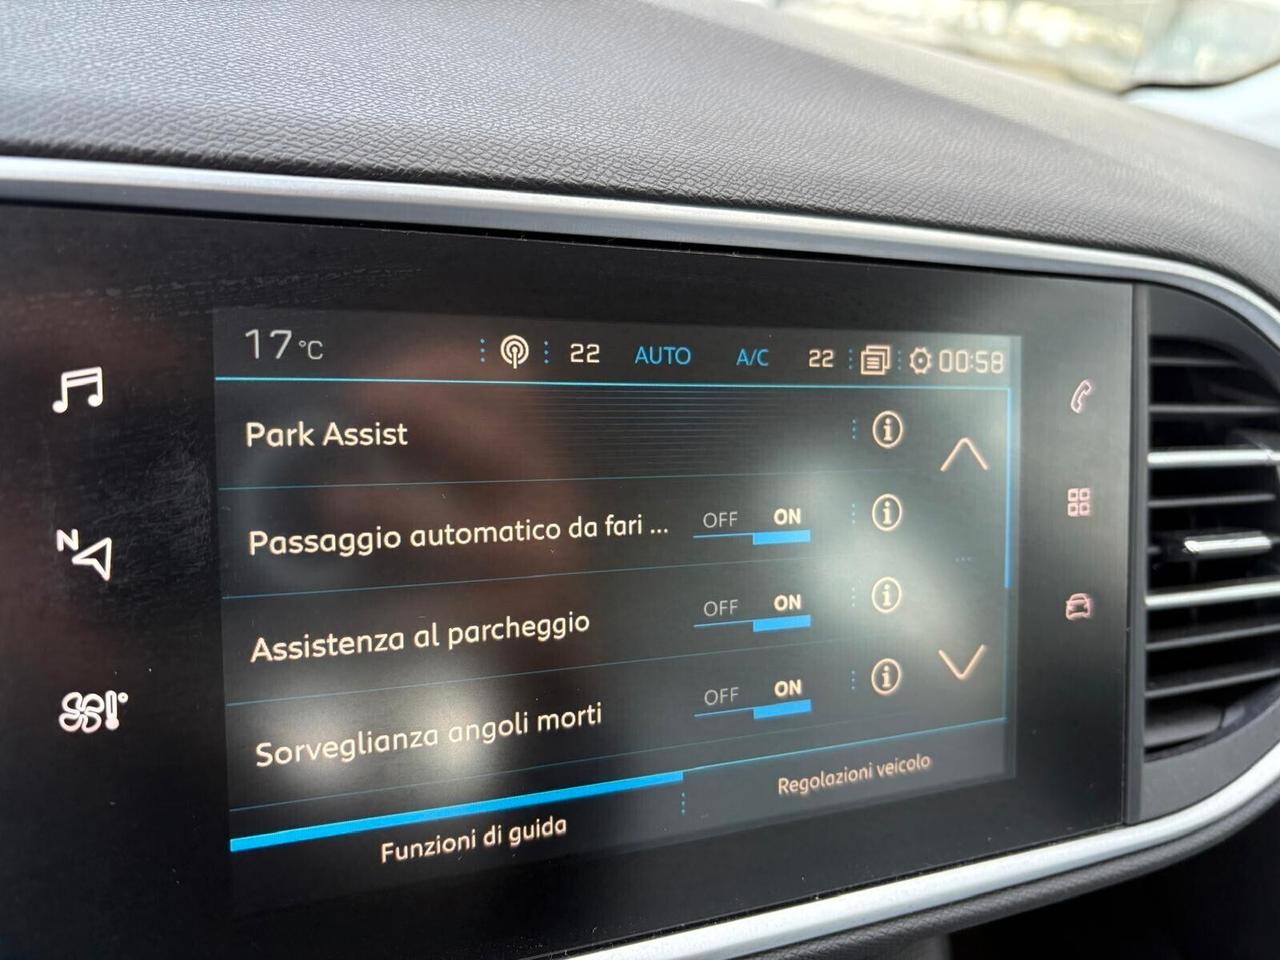 17 °C 22 AUTO A/C 22 00:58
Park Assist
Passaggio automatico da fari ... OFF ON
Assistenza al parcheggio OFF ON
Sorveglianza angoli morti OFF ON
Funzioni di guida Regolazioni veicolo
N